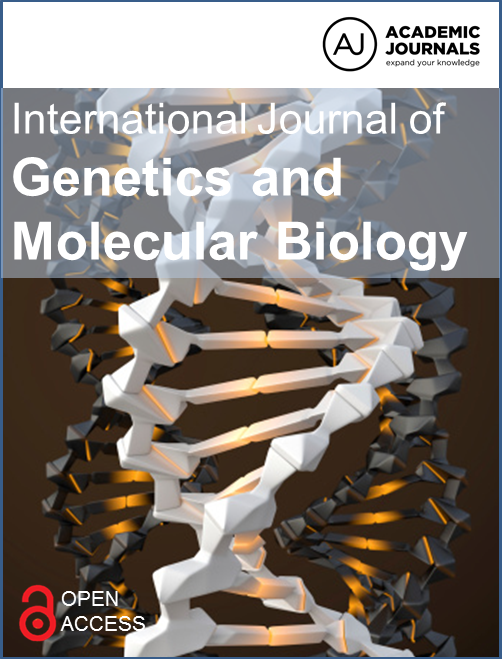 AJ
ACADEMIC
JOURNALS
expand your knowledge
International Journal of
Genetics and
Molecular Biology
OPEN
ACCESS